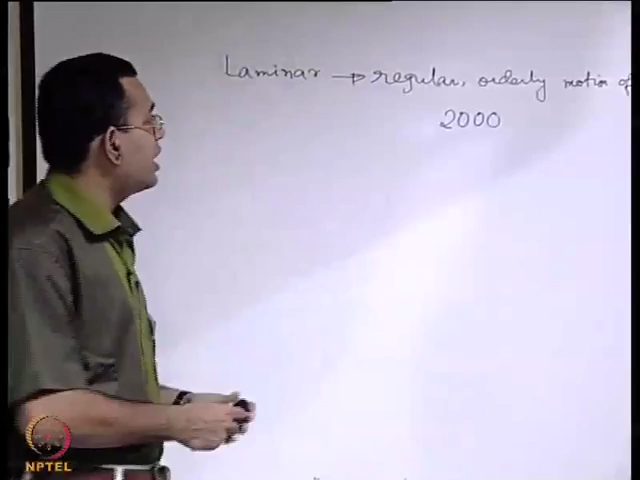 Laminar → regular, orderly motion of
2000
NPTEL